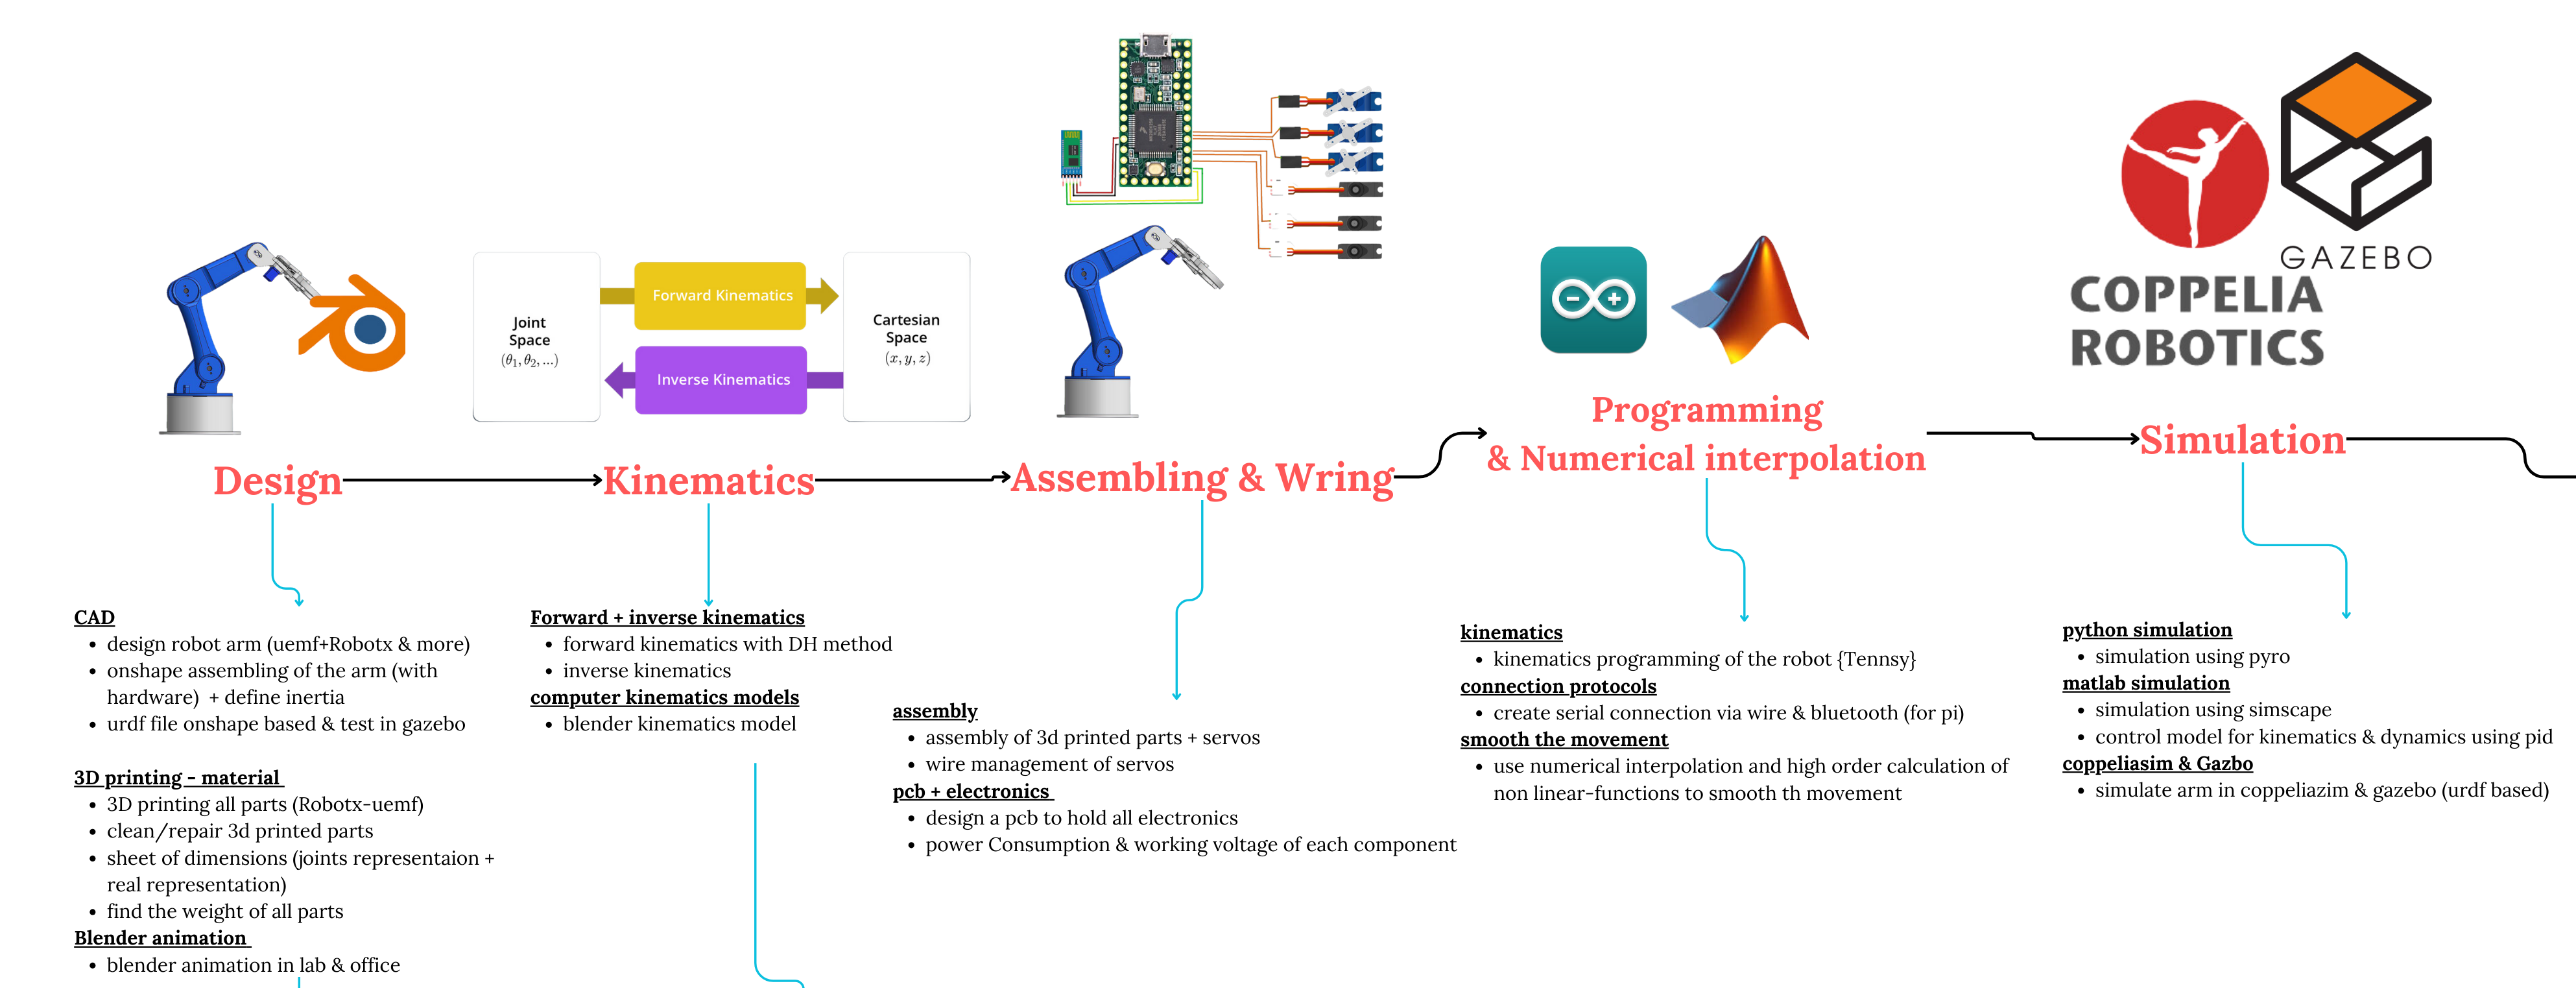 GAZEBO
COPPELIA
ROBOTICS
Joint
Space
(θ₁, θ₂, ...)
Forward Kinematics
Inverse Kinematics
Cartesian
Space
(x, y, z)
Design
Kinematics
Assembling & Wring
Programming
& Numerical interpolation
Simulation
CAD
• design robot arm (uemf+Robotx & more)
• onshape assembling of the arm (with
hardware) + define inertia
• urdf file onshape based & test in gazebo
3D printing - material
• 3D printing all parts (Robotx-uemf)
• clean/repair 3d printed parts
• sheet of dimensions (joints representaion +
real representation)
• find the weight of all parts
Blender animation
• blender animation in lab & office
Forward + inverse kinematics
• forward kinematics with DH method
• inverse kinematics
computer kinematics models
• blender kinematics model
assembly
• assembly of 3d printed parts + servos
• wire management of servos
pcb + electronics
• design a pcb to hold all electronics
• power Consumption & working voltage of each component
kinematics
• kinematics programming of the robot {Tennsy}
connection protocols
• create serial connection via wire & bluetooth (for pi)
smooth the movement
• use numerical interpolation and high order calculation of
non linear-functions to smooth th movement
python simulation
• simulation using pyro
matlab simulation
• simulation using simscape
• control model for kinematics & dynamics using pid
coppeliasim & Gazbo
• simulate arm in coppeliazim & gazebo (urdf based)